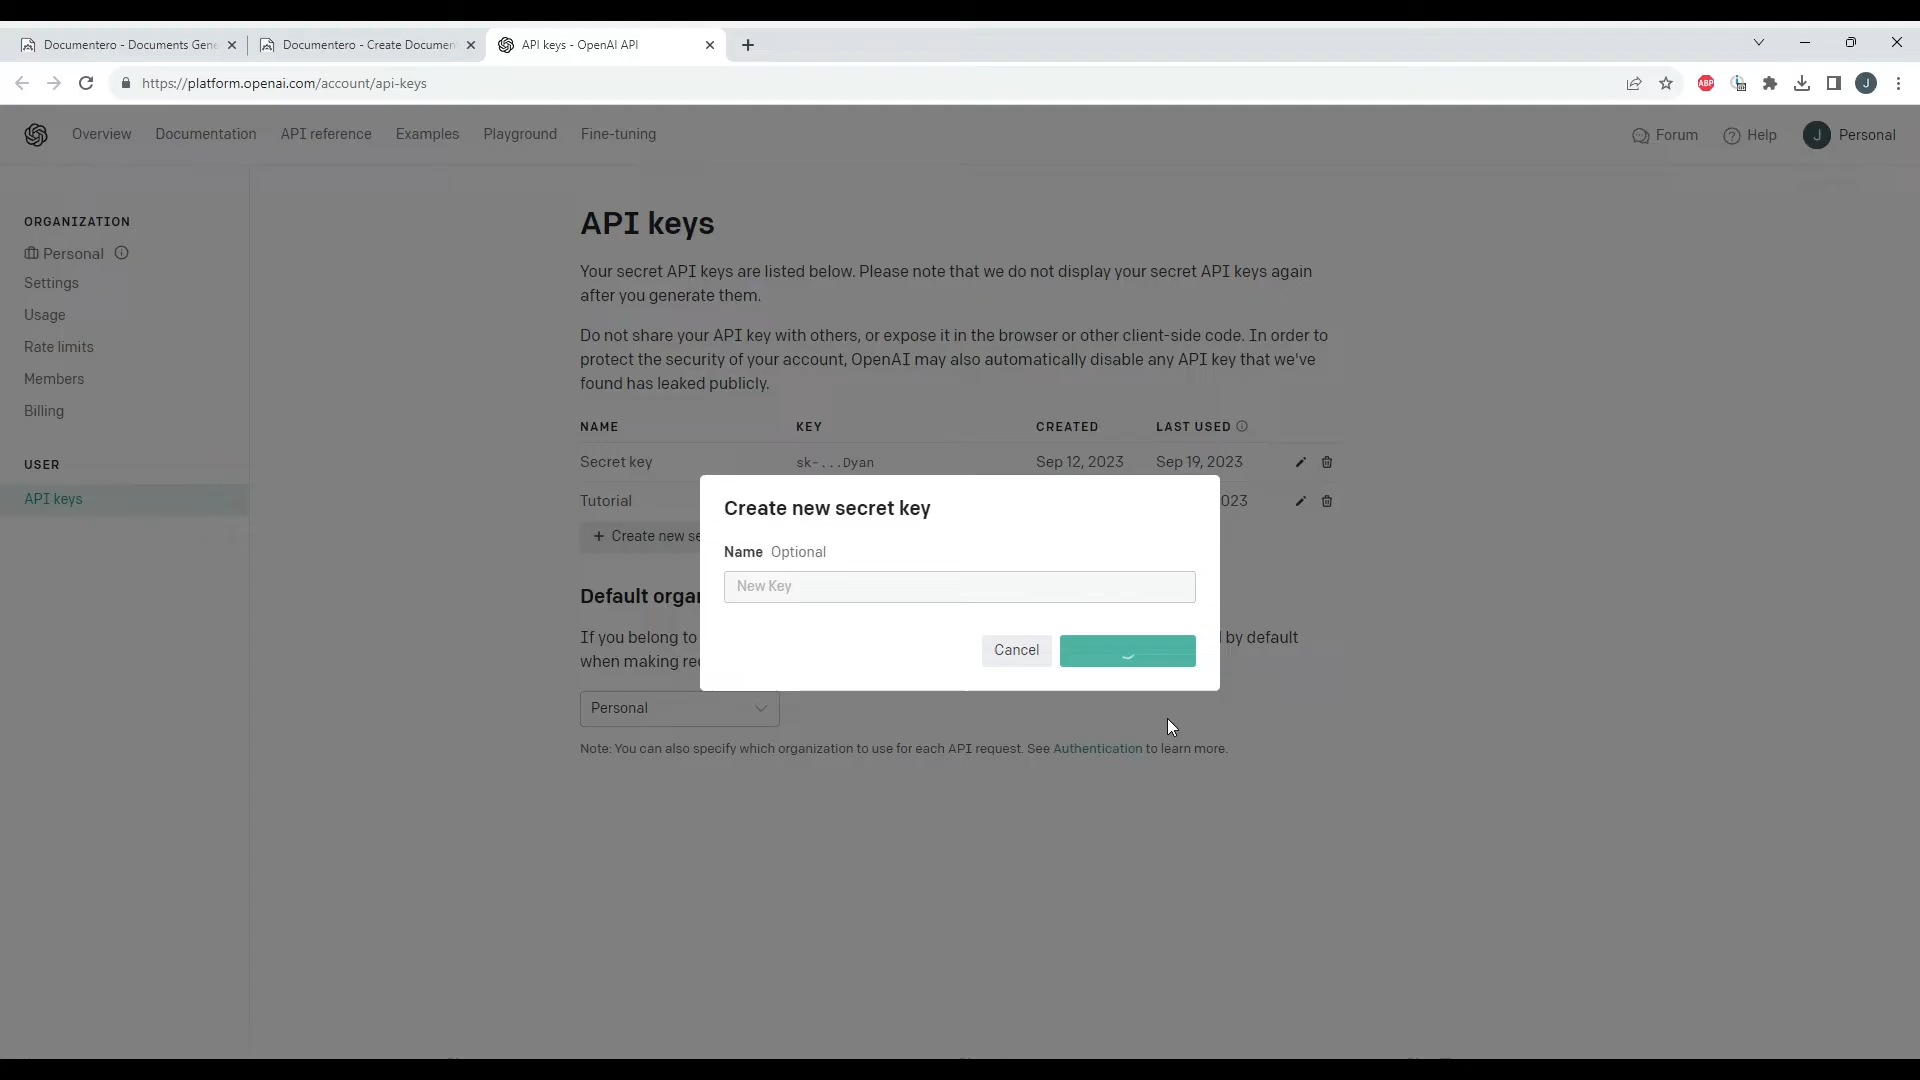 Documentero - Documents Gene
Documentero - Create Document
API keys - OpenAI API
https://platform.openai.com/account/api-keys
ABP
J
Overview
Documentation
API reference
Examples
Playground
Fine-tuning
Forum
Help
J
Personal
ORGANIZATION
Personal
Settings
Usage
Rate limits
Members
Billing
USER
API keys
API keys
Your secret API keys are listed below. Please note that we do not display your secret API keys again
after you generate them.
Do not share your API key with others, or expose it in the browser or other client-side code. In order to
protect the security of your account, OpenAI may also automatically disable any API key that we've
found has leaked publicly.
NAME KEY CREATED LAST USED
Secret key sk-...Dyan Sep 12, 2023 Sep 19, 2023
Tutorial 023
+ Create new se
Default orga
If you belong to by default
when making re
Personal
Note: You can also specify which organization to use for each API request. See Authentication to learn more.
Create new secret key
Name Optional
New Key
Cancel